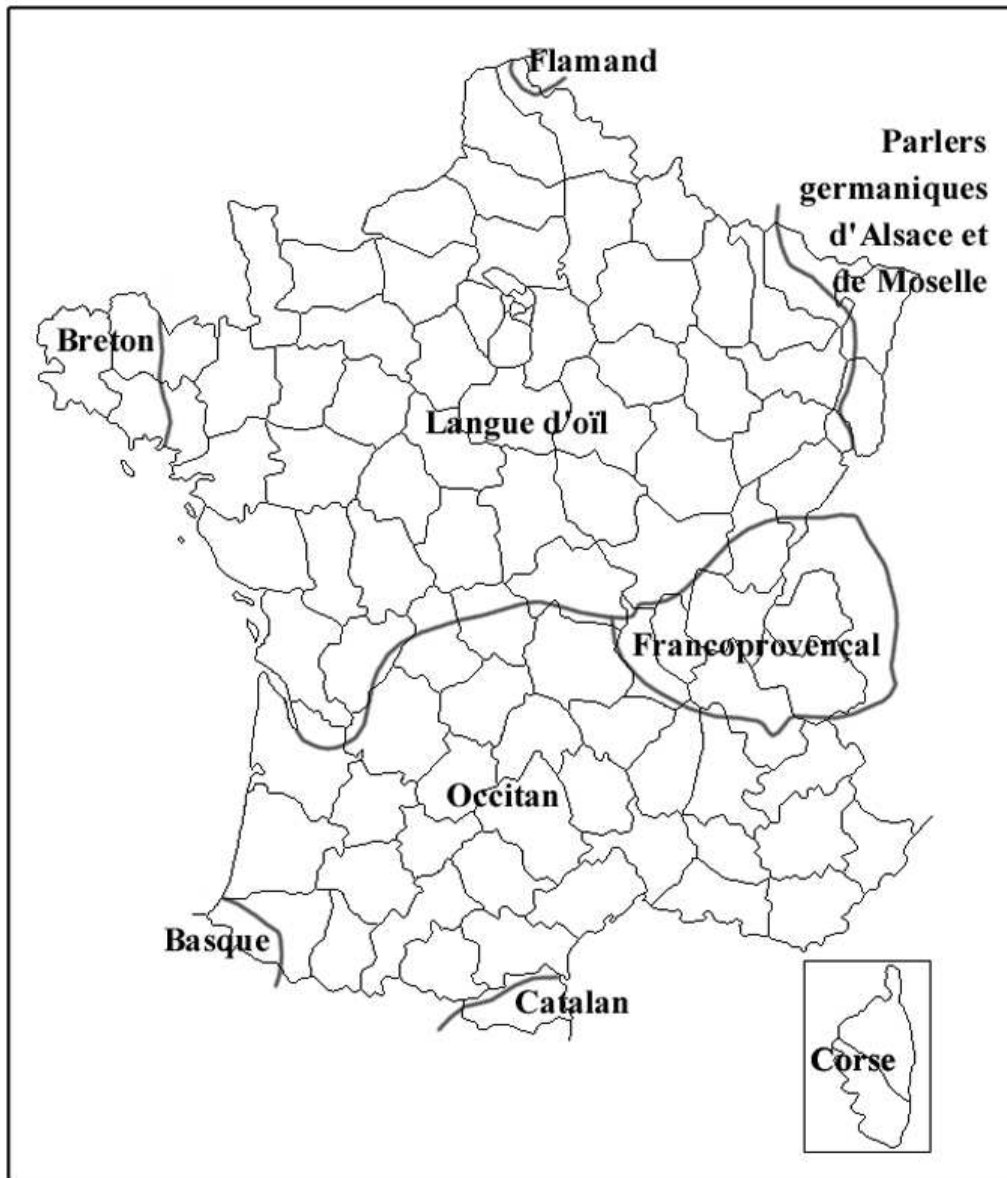 Flamand
Parlers
germaniques
d'Alsace et
de Moselle
Breton
Langue d'oïl
Francoprovençal
Occitan
Basque
Catalan
Corse